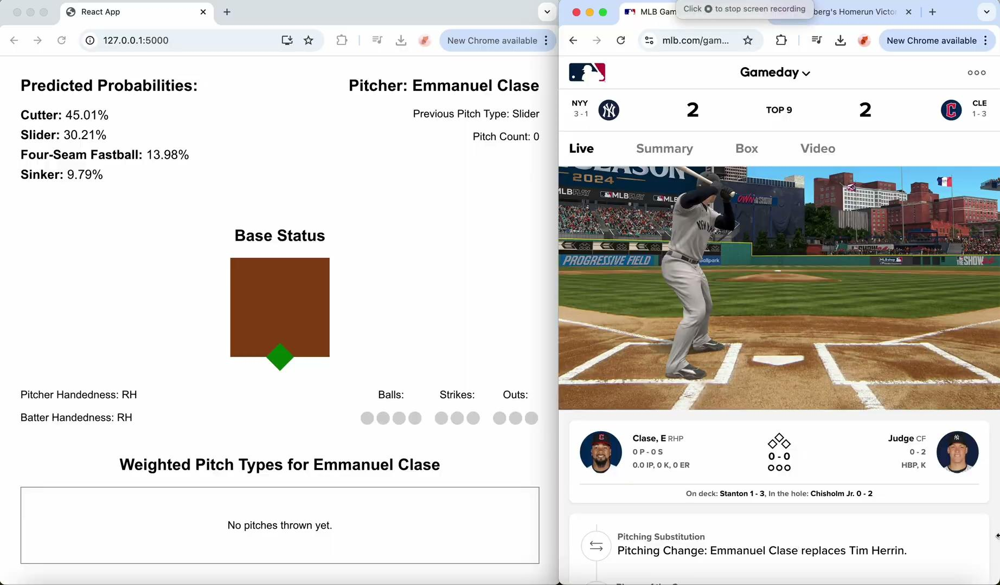 React App
127.0.0.1:5000
New Chrome available
Predicted Probabilities:
Cutter: 45.01%
Slider: 30.21%
Four-Seam Fastball: 13.98%
Sinker: 9.79%
Pitcher: Emmanuel Clase
Previous Pitch Type: Slider
Pitch Count: 0
Base Status
Pitcher Handedness: RH
Batter Handedness: RH
Balls:
Strikes:
Outs:
Weighted Pitch Types for Emmanuel Clase
No pitches thrown yet.
MLB Gam
Click to stop screen recording
berg's Homerun Victo
mlb.com/gam...
New Chrome available
Gameday
NYY
3 - 1
2
TOP 9
2
CLE
1 - 3
Live
Summary
Box
Video
2024
MLBPLAY
MLBPLAY
OWN THE SHOW
PROGRESSIVE FIELD
Ballpark
MLBshop
THE SHOW
Clase, E RHP
0 P - 0 S
0.0 IP, 0 K, 0 ER
0 - 0
Judge CF
0 - 2
HBP, K
On deck: Stanton 1 - 3, In the hole: Chisholm Jr. 0 - 2
Pitching Substitution
Pitching Change: Emmanuel Clase replaces Tim Herrin.